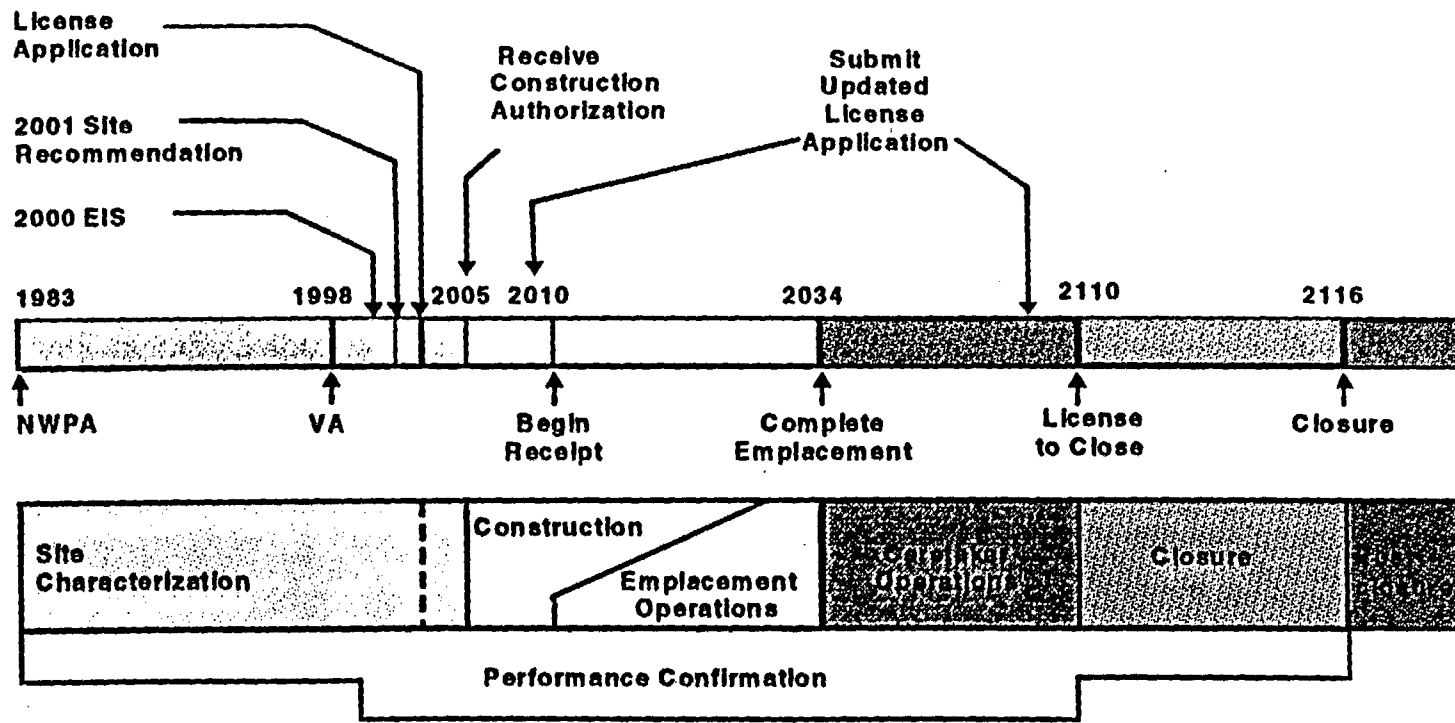 License
Application
2001 Site
Recommendation
2000 EIS
Receive
Construction
Authorization
Submit
Updated
License
Application
1983
1998
2005
2010
2034
2110
2116
NWPA
VA
Begin
Receipt
Complete
Emplacement
License
to Close
Closure
Site
Characterization
Construction
Emplacement
Operations
Caretaker
Operations
Closure
Performance Confirmation